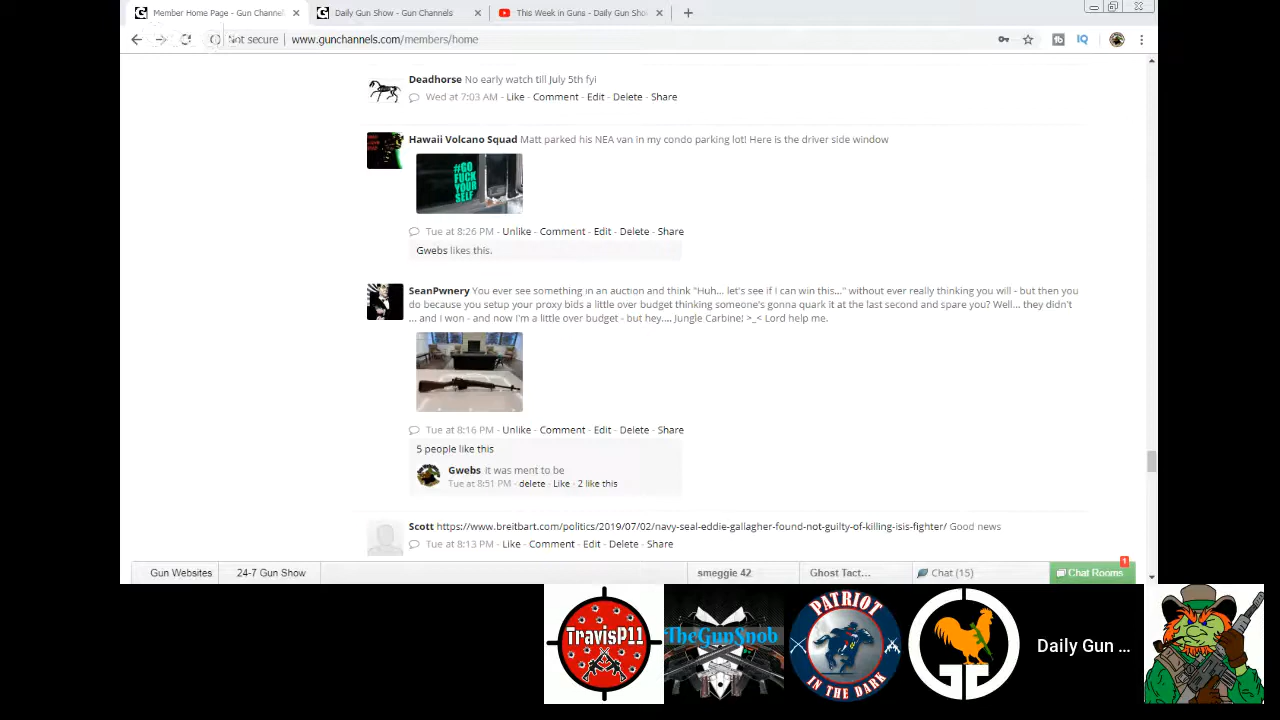 Member Home Page - Gun Channel
Daily Gun Show - Gun Channels
This Week in Guns - Daily Gun Sho
Not secure
www.gunchannels.com/members/home
Deadhorse No early watch till July 5th fyi
Wed at 7:03 AM - Like - Comment - Edit - Delete - Share
Hawaii Volcano Squad Matt parked his NEA van in my condo parking lot! Here is the driver side window
#GO
FUCK
YOUR
SELF
Tue at 8:26 PM - Unlike - Comment - Edit - Delete - Share
Gwebs likes this.
SeanPwnery You ever see something in an auction and think "Huh... let's see if I can win this..." without ever really thinking you will - but then you
do because you setup your proxy bids a little over budget thinking someone's gonna quark it at the last second and spare you? Well... they didn't
... and I won - and now I'm a little over budget - but hey.... Jungle Carbine! >_< Lord help me.
Tue at 8:16 PM - Unlike - Comment - Edit - Delete - Share
5 people like this
Gwebs it was ment to be
Tue at 8:51 PM - delete - Like - 2 like this
Scott https://www.breitbart.com/politics/2019/07/02/navy-seal-eddie-gallagher-found-not-guilty-of-killing-isis-fighter/ Good news
Tue at 8:13 PM - Like - Comment - Edit - Delete - Share
Gun Websites
24-7 Gun Show
smeggie 42
Ghost Tact...
Chat (15)
Chat Rooms
1
TravisP11
TheGunSnob
PATRIOT
IN THE DARK
Daily Gun ...